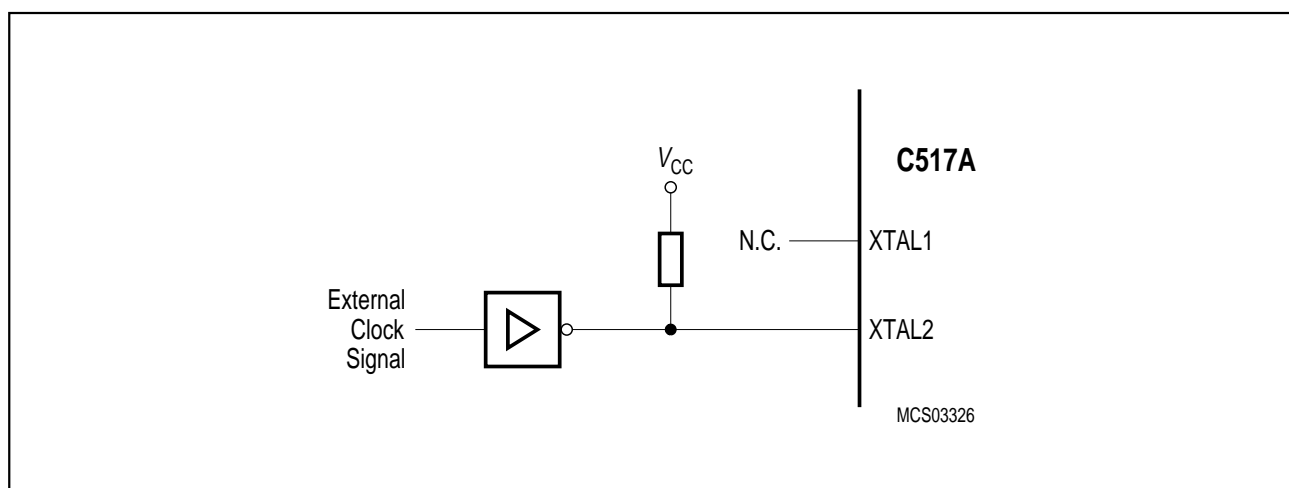 V_CC
C517A
N.C.
XTAL1
External
Clock
Signal
XTAL2
MCS03326